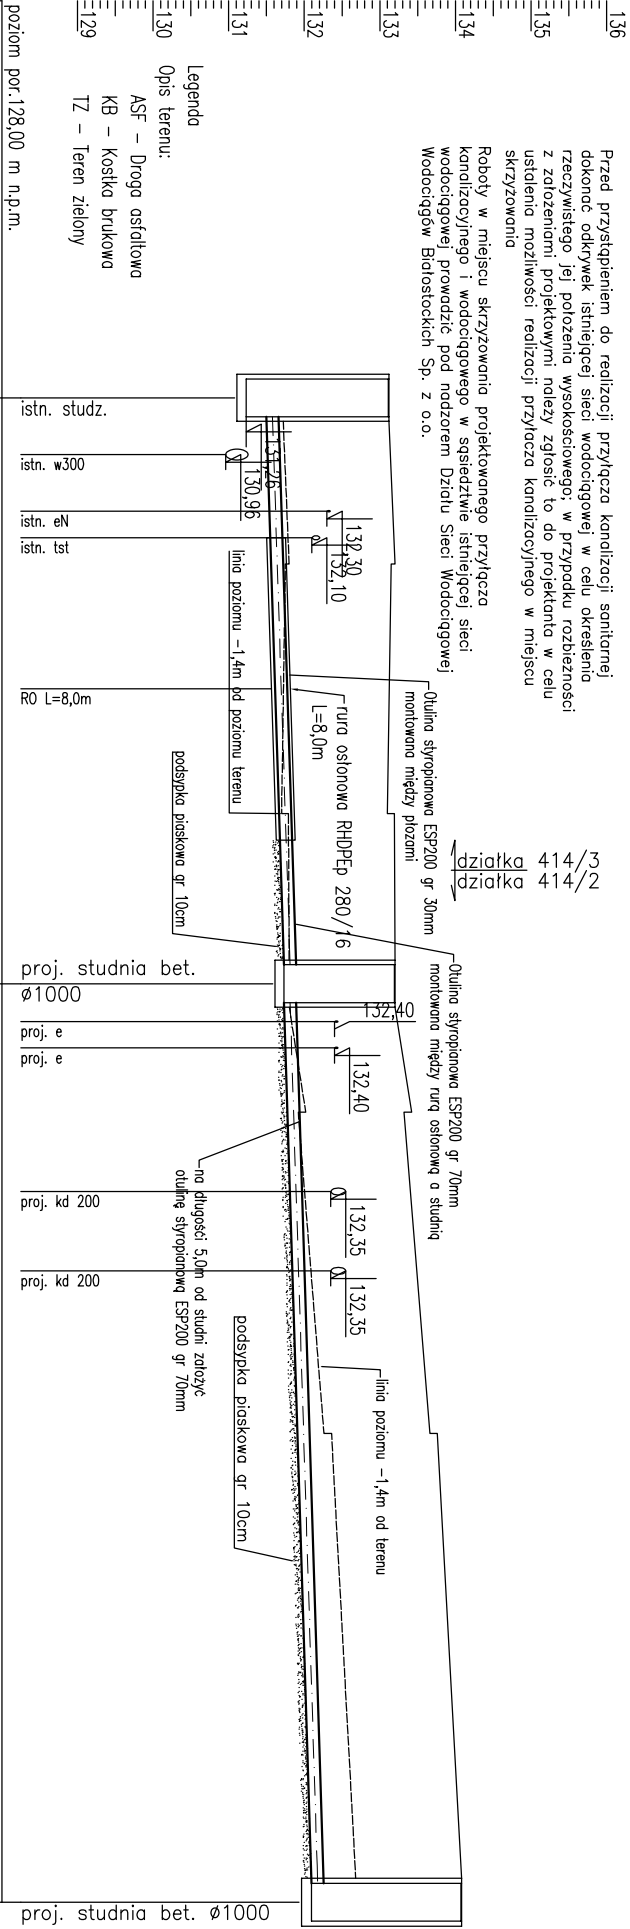 136
135
134
133
132
131
130
129
poziom por.128,00 m n.p.m.
Przed przystąpieniem do realizacji przyłącza kanalizacji sanitarnej
dokonać odkrywek istniejącej sieci wodociągowej w celu określenia
rzeczywistego jej położenia wysokościowego; w przypadku rozbieżności
z założeniami projektowymi należy zgłosić to do projektanta w celu
ustalenia możliwości realizacji przyłącza kanalizacyjnego w miejscu
skrzyżowania
Roboty w miejscu skrzyżowania projektowanego przyłącza
kanalizacyjnego i wodociągowego w sąsiedztwie istniejącej sieci
wodociągowej prowadzić pod nadzorem Działu Sieci Wodociągowej
Wodociągów Białostockich Sp. z o.o.
Legenda
Opis terenu:
ASF - Droga asfaltowa
KB - Kostka brukowa
TZ - Teren zielony
istn. studz.
istn. w300
istn. eN
istn. tst
131,26
130,96
132,30
132,10
linia poziomu -1,4m od poziomu terenu
RO L=8,0m
Otulina styropianowa ESP200 gr 30mm
montowana między płozami
rura osłonowa RHDPEp 280/16
L=8,0m
podsypka piaskowa gr 10cm
działka 414/3
działka 414/2
Otulina styropianowa ESP200 gr 70mm
montowana między rurą osłonową a studnią
proj. studnia bet.
ø1000
132,40
proj. e
proj. e
132,40
na długości 5,0m od studni założyć
otulinę styropianową ESP200 gr 70mm
proj. kd 200
132,35
proj. kd 200
132,35
linia poziomu -1,4m od terenu
podsypka piaskowa gr 10cm
proj. studnia bet. ø1000